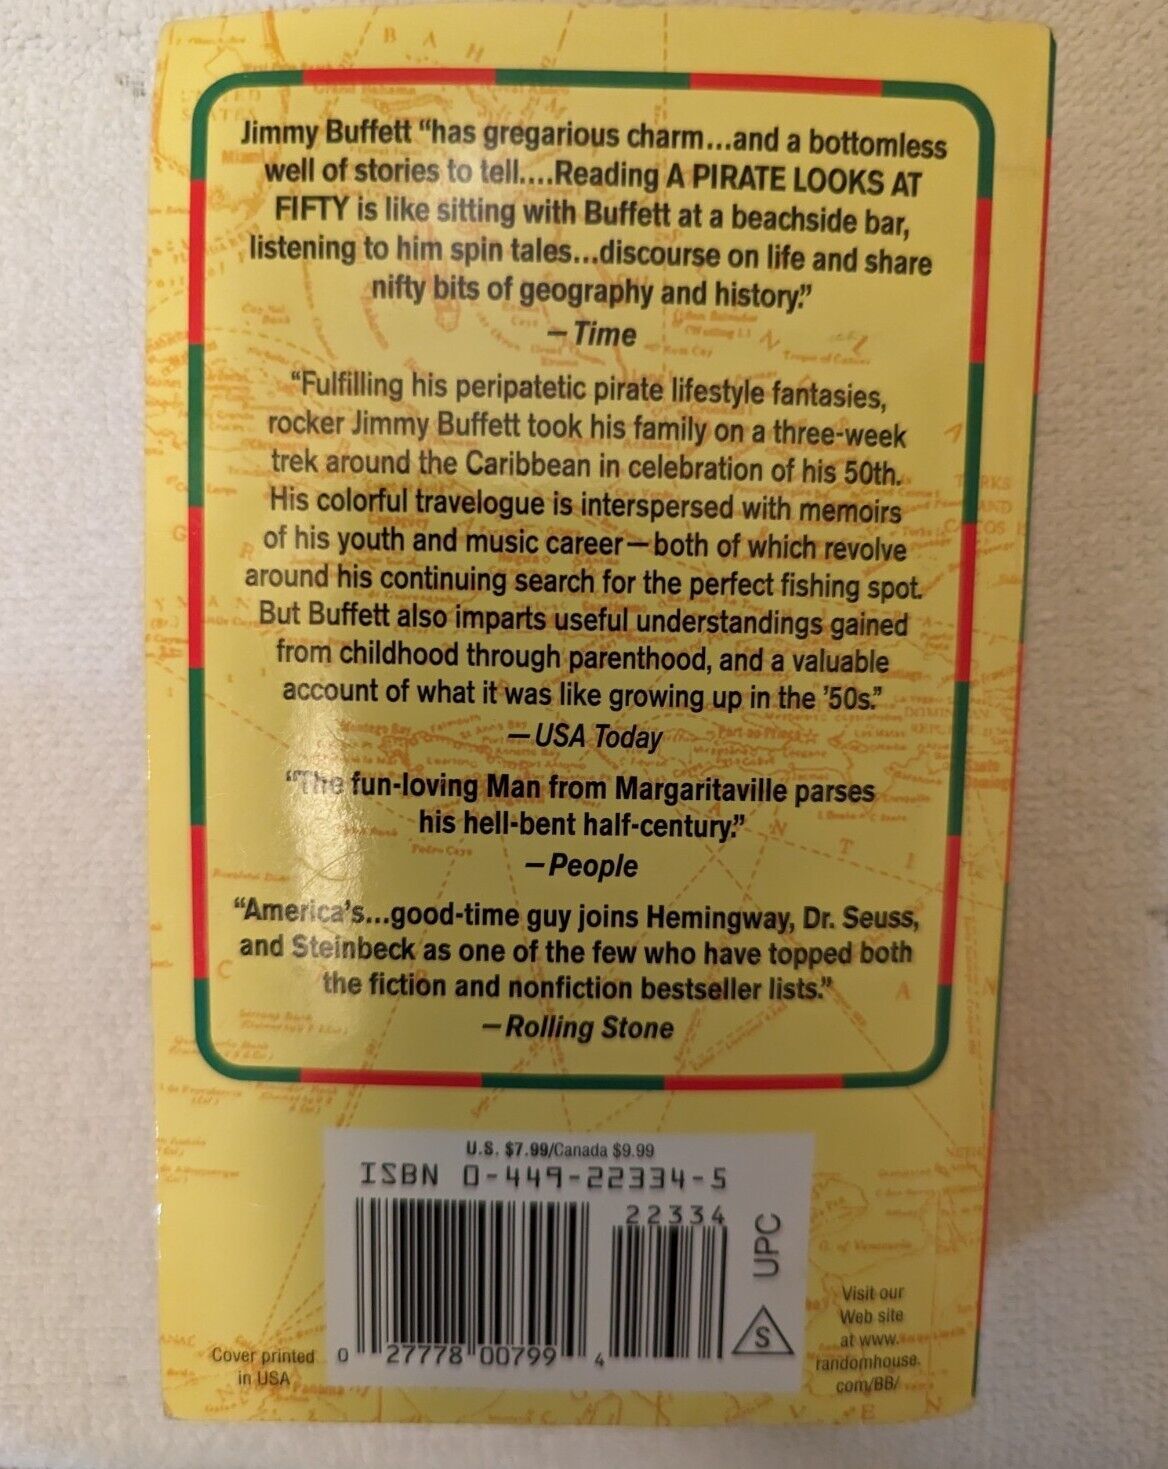 Jimmy Buffett “has gregarious charm...and a bottomless
well of stories to tell....Reading A PIRATE LOOKS AT
FIFTY is like sitting with Buffett at a beachside bar,
listening to him spin tales...discourse on life and share
nifty bits of geography and history.”
—Time
“Fulfilling his peripatetic pirate lifestyle fantasies,
rocker Jimmy Buffett took his family on a three-week
trek around the Caribbean in celebration of his 50th.
His colorful travelogue is interspersed with memoirs
of his youth and music career—both of which revolve
around his continuing search for the perfect fishing spot.
But Buffett also imparts useful understandings gained
from childhood through parenthood, and a valuable
account of what it was like growing up in the ’50s.”
—USA Today
“The fun-loving Man from Margaritaville parses
his hell-bent half-century.”
—People
“America’s...good-time guy joins Hemingway, Dr. Seuss,
and Steinbeck as one of the few who have topped both
the fiction and nonfiction bestseller lists.”
—Rolling Stone
U.S. $7.99/Canada $9.99
ISBN 0-449-22334-5
22334
UPC
S
0 27778 00799 4
Cover printed
in USA
Visit our
Web site
at www.
randomhouse.
com/BB/